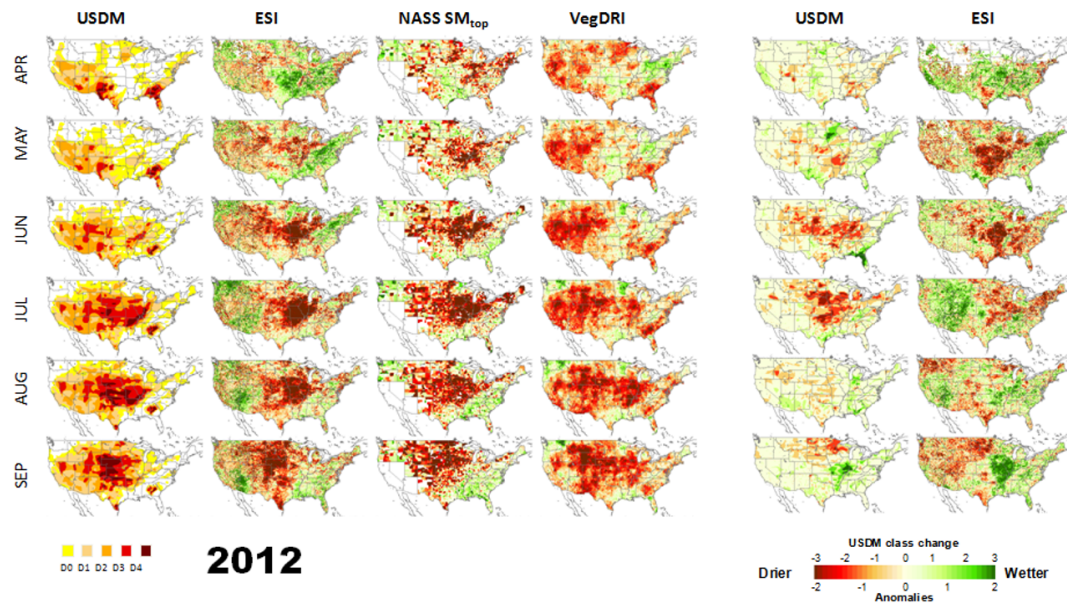 USDM ESI NASS SMtop VegDRI USDM ESI
APR
MAY
JUN
JUL
AUG
SEP
D0 D1 D2 D3 D4
2012
USDM class change
-3 -2 -1 0 1 2 3
Drier Wetter
-2 -1 0 1 2
Anomalies